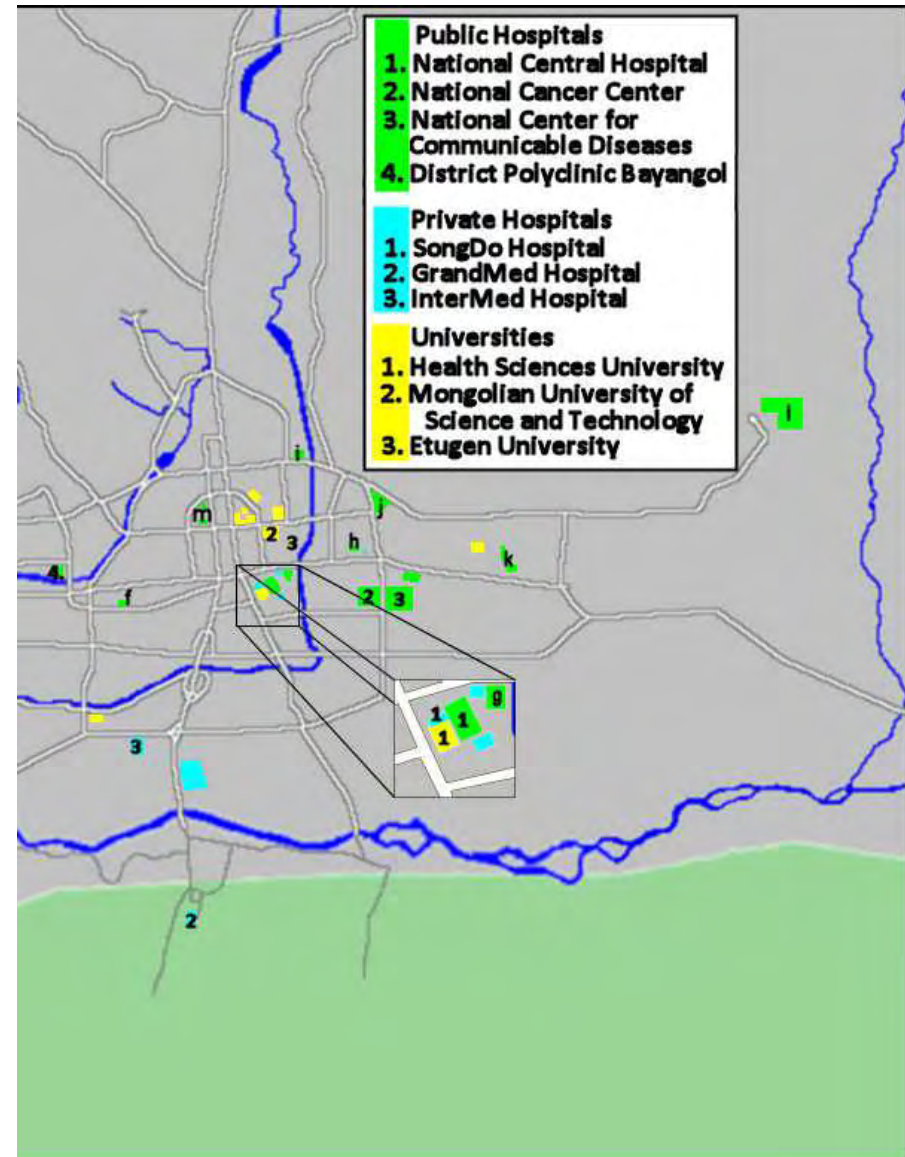 Public Hospitals
1. National Central Hospital
2. National Cancer Center
3. National Center for
Communicable Diseases
4. District Polyclinic Bayangol
Private Hospitals
1. SongDo Hospital
2. GrandMed Hospital
3. InterMed Hospital
Universities
1. Health Sciences University
2. Mongolian University of
Science and Technology
3. Etugen University
i
i
j
m
2
3
h
k
4.
f
2
3
g
1
1
1
3
2